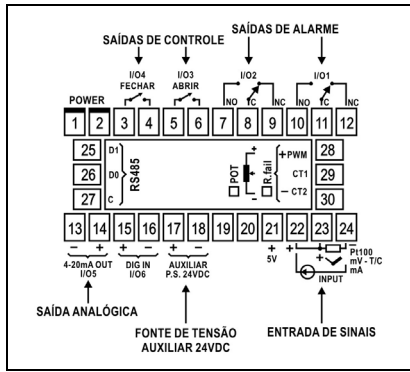 SAÍDAS DE CONTROLE
SAÍDAS DE ALARME
I/O4
FECHAR
I/O3
ABRIR
I/O2
I/O1
POWER
NO C NC
NO C NC
1 2 3 4 5 6 7 8 9 10 11 12
25 D1
26 D0
27 C
RS485
POT
+
−
R.fail
+PWM 28
CT1 29
− CT2 30
13 14 15 16 17 18 19 20 21 22 23 24
− +
4-20mA OUT
I/O5
+ −
DIG IN
I/O6
+ −
AUXILIAR
P.S. 24VDC
+
5V
+ −
Pt100
+
mV - T/C
mA
INPUT
SAÍDA ANALÓGICA
FONTE DE TENSÃO
AUXILIAR 24VDC
ENTRADA DE SINAIS